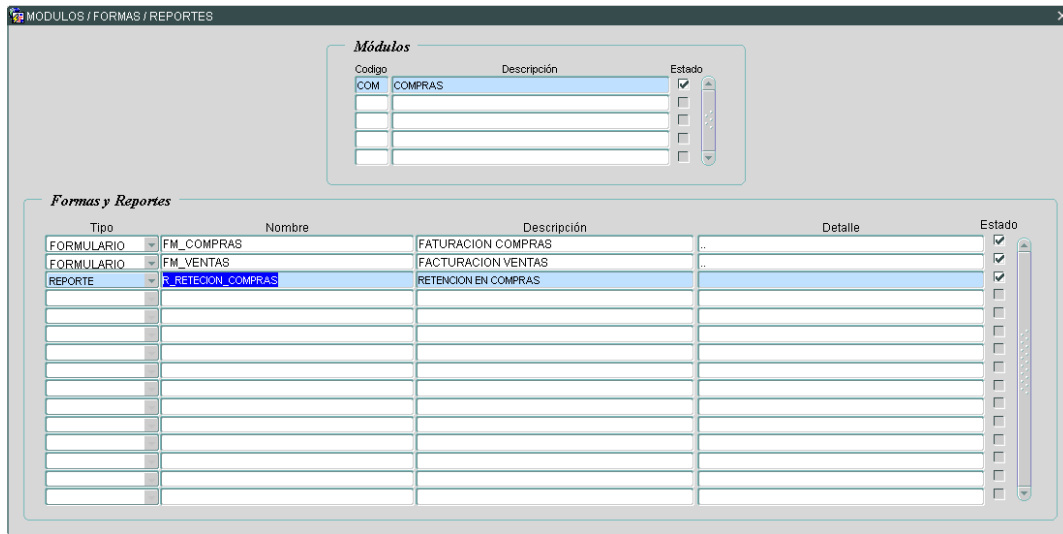 MODULOS / FORMAS / REPORTES
Módulos
Codigo Descripción Estado
COM COMPRAS
Formas y Reportes
Tipo Nombre Descripción Detalle Estado
FORMULARIO FM_COMPRAS FATURACION COMPRAS ..
FORMULARIO FM_VENTAS FACTURACION VENTAS ..
REPORTE R_RETECION_COMPRAS RETENCION EN COMPRAS